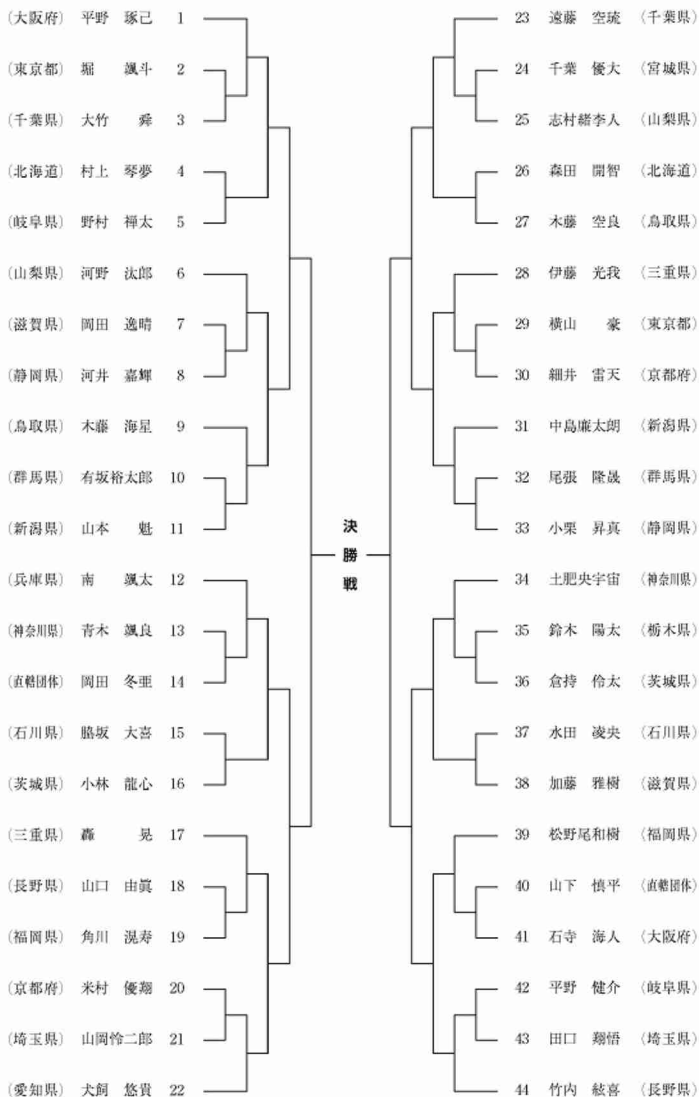 (大阪府) 平野 琢己 1
(東京都) 堀 颯斗 2
(千葉県) 大竹 舜 3
(北海道) 村上 琴夢 4
(岐阜県) 野村 禅太 5
(山梨県) 河野 汰郎 6
(滋賀県) 岡田 逸晴 7
(静岡県) 河井 嘉輝 8
(鳥取県) 木藤 海星 9
(群馬県) 有坂裕太郎 10
(新潟県) 山本 魁 11
(兵庫県) 南 颯太 12
(神奈川県) 青木 颯良 13
(直轄団体) 岡田 冬亜 14
(石川県) 脇坂 大喜 15
(茨城県) 小林 龍心 16
(三重県) 轟 晃 17
(長野県) 山口 由眞 18
(福岡県) 角川 滉寿 19
(京都府) 米村 優翔 20
(埼玉県) 山岡怜二郎 21
(愛知県) 犬飼 悠貴 22
決勝戦
23 遠藤 空琉 (千葉県)
24 千葉 優大 (宮城県)
25 志村緒李人 (山梨県)
26 森田 開智 (北海道)
27 木藤 空良 (鳥取県)
28 伊藤 光我 (三重県)
29 横山 豪 (東京都)
30 細井 雷天 (京都府)
31 中島廉太朗 (新潟県)
32 尾張 隆晟 (群馬県)
33 小栗 昇真 (静岡県)
34 土肥央宇宙 (神奈川県)
35 鈴木 陽太 (栃木県)
36 倉持 伶太 (茨城県)
37 水田 凌央 (石川県)
38 加藤 雅樹 (滋賀県)
39 松野尾和樹 (福岡県)
40 山下 慎平 (直轄団体)
41 石寺 海人 (大阪府)
42 平野 健介 (岐阜県)
43 田口 翔悟 (埼玉県)
44 竹内 絃喜 (長野県)